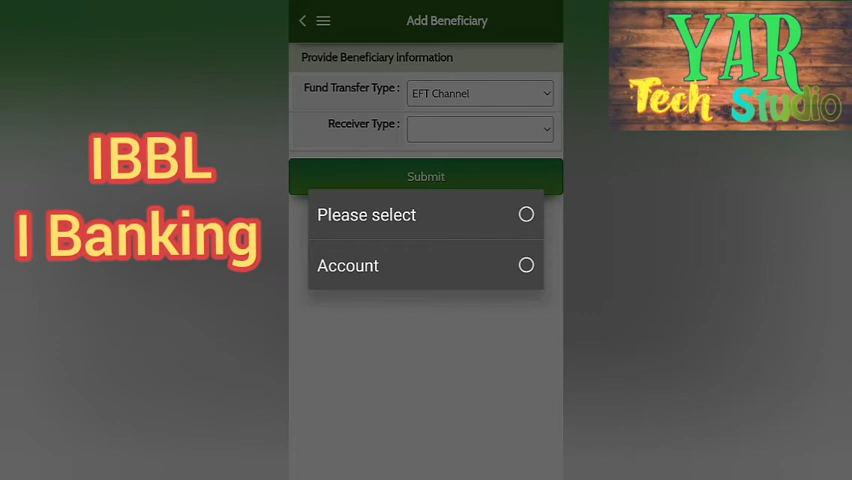 Add Beneficiary
Provide Beneficiary information
Fund Transfer Type : EFT Channel
Receiver Type :
Submit
Please select
Account
IBBL
I Banking
YAR
Tech Studio